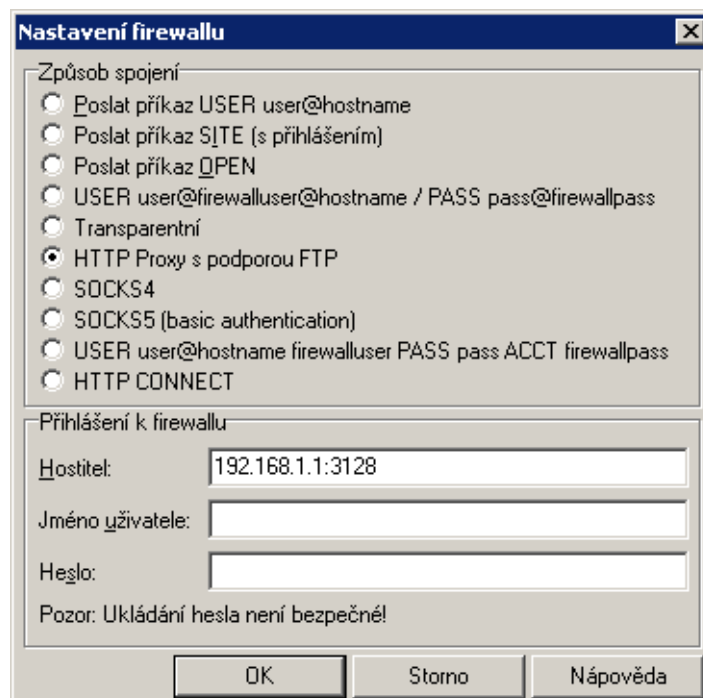 Nastavení firewallu
Způsob spojení
Poslat příkaz USER user@hostname
Poslat příkaz SITE (s přihlášením)
Poslat příkaz OPEN
USER user@firewalluser@hostname / PASS pass@firewallpass
Transparentní
HTTP Proxy s podporou FTP
SOCKS4
SOCKS5 (basic authentication)
USER user@hostname firewalluser PASS pass ACCT firewallpass
HTTP CONNECT
Přihlášení k firewallu
Hostitel: 192.168.1.1:3128
Jméno uživatele:
Heslo:
Pozor: Ukládání hesla není bezpečné!
OK Storno Nápověda